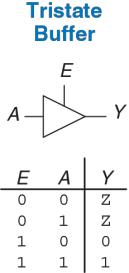 Tristate
Buffer
E
A Y
E A Y
0 0 Z
0 1 Z
1 0 0
1 1 1